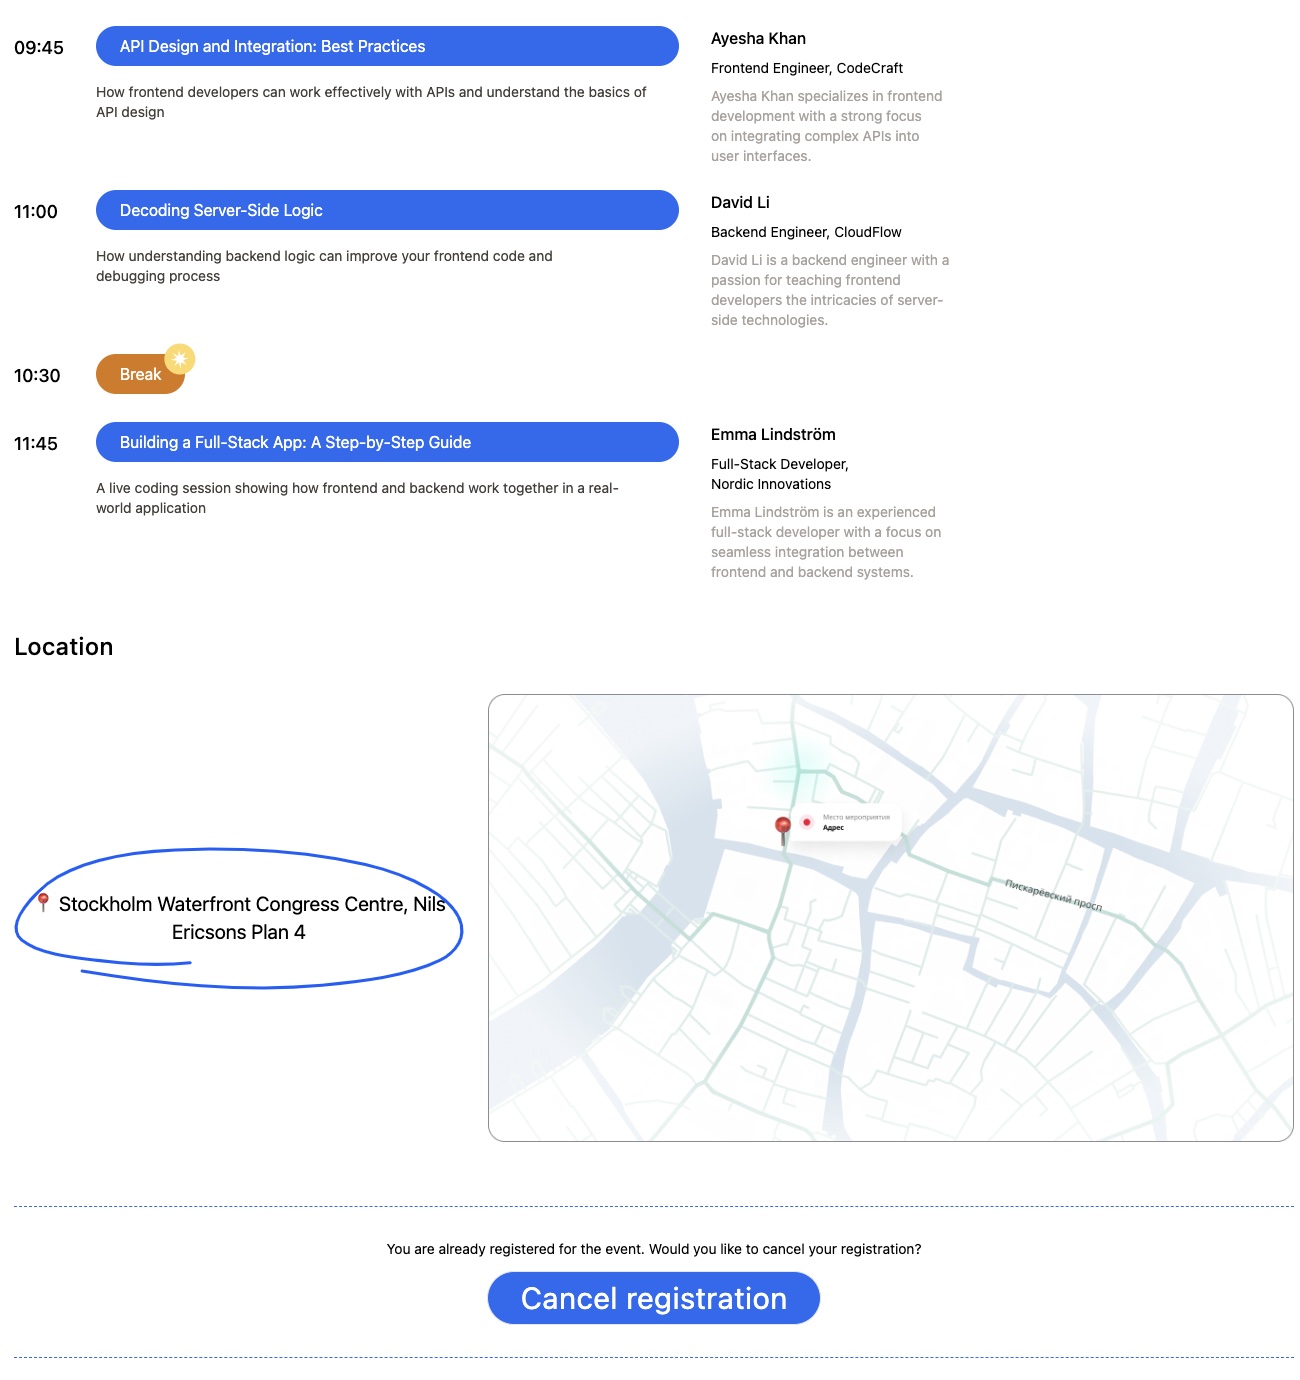 09:45
API Design and Integration: Best Practices
How frontend developers can work effectively with APIs and understand the basics of
API design
Ayesha Khan
Frontend Engineer, CodeCraft
Ayesha Khan specializes in frontend
development with a strong focus
on integrating complex APIs into
user interfaces.
11:00
Decoding Server-Side Logic
How understanding backend logic can improve your frontend code and
debugging process
David Li
Backend Engineer, CloudFlow
David Li is a backend engineer with a
passion for teaching frontend
developers the intricacies of server-
side technologies.
10:30
Break
11:45
Building a Full-Stack App: A Step-by-Step Guide
A live coding session showing how frontend and backend work together in a real-
world application
Emma Lindström
Full-Stack Developer,
Nordic Innovations
Emma Lindström is an experienced
full-stack developer with a focus on
seamless integration between
frontend and backend systems.
Location
Stockholm Waterfront Congress Centre, Nils
Ericsons Plan 4
Место мероприятия
Адрес
Пискарёвский просп
You are already registered for the event. Would you like to cancel your registration?
Cancel registration